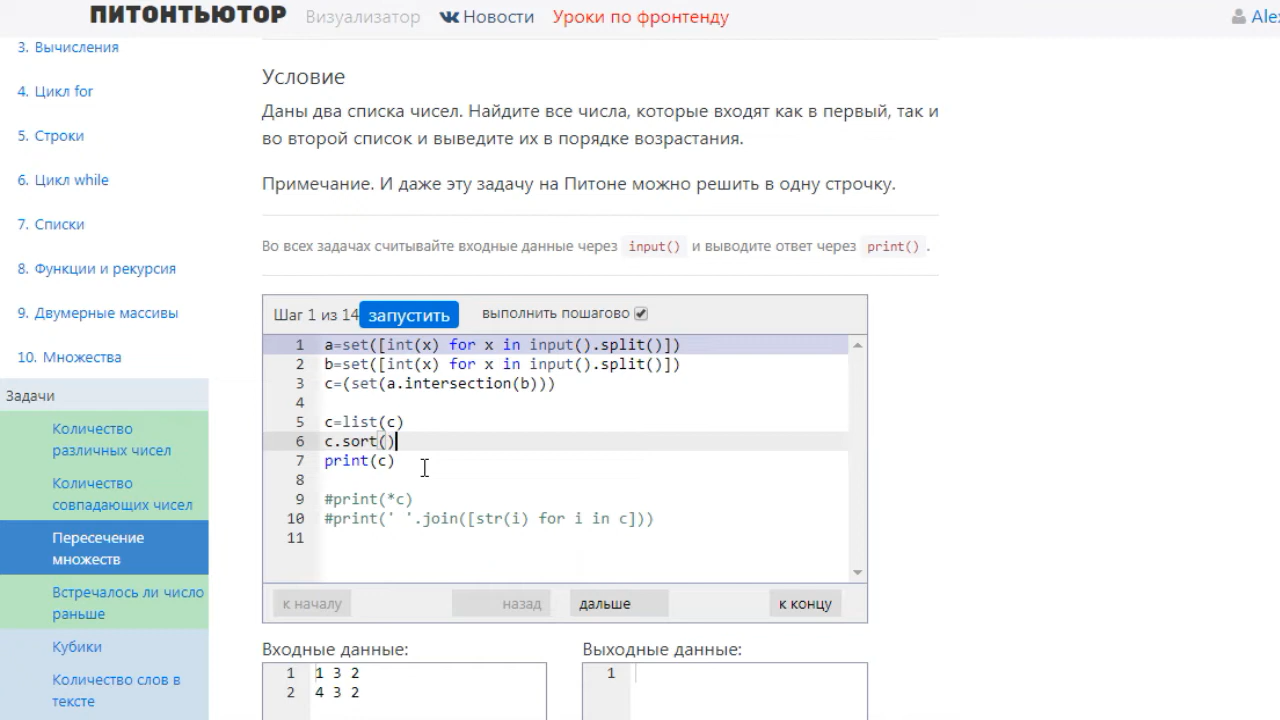 ПИТОНТЬЮТОР Визуализатор Новости Уроки по фронтенду Alex
3. Вычисления
4. Цикл for
5. Строки
6. Цикл while
7. Списки
8. Функции и рекурсия
9. Двумерные массивы
10. Множества
Задачи
Количество
различных чисел
Количество
совпадающих чисел
Пересечение
множеств
Встречалось ли число
раньше
Кубики
Количество слов в
тексте
Условие
Даны два списка чисел. Найдите все числа, которые входят как в первый, так и
во второй список и выведите их в порядке возрастания.
Примечание. И даже эту задачу на Питоне можно решить в одну строчку.
Во всех задачах считывайте входные данные через input() и выводите ответ через print() .
Шаг 1 из 14 запустить выполнить пошагово
1 a=set([int(x) for x in input().split()])
2 b=set([int(x) for x in input().split()])
3 c=(set(a.intersection(b)))
4
5 c=list(c)
6 c.sort()
7 print(c)
8
9 #print(*c)
10 #print(' '.join([str(i) for i in c]))
11
к началу назад дальше к концу
Входные данные:
1 1 3 2
2 4 3 2
Выходные данные:
1